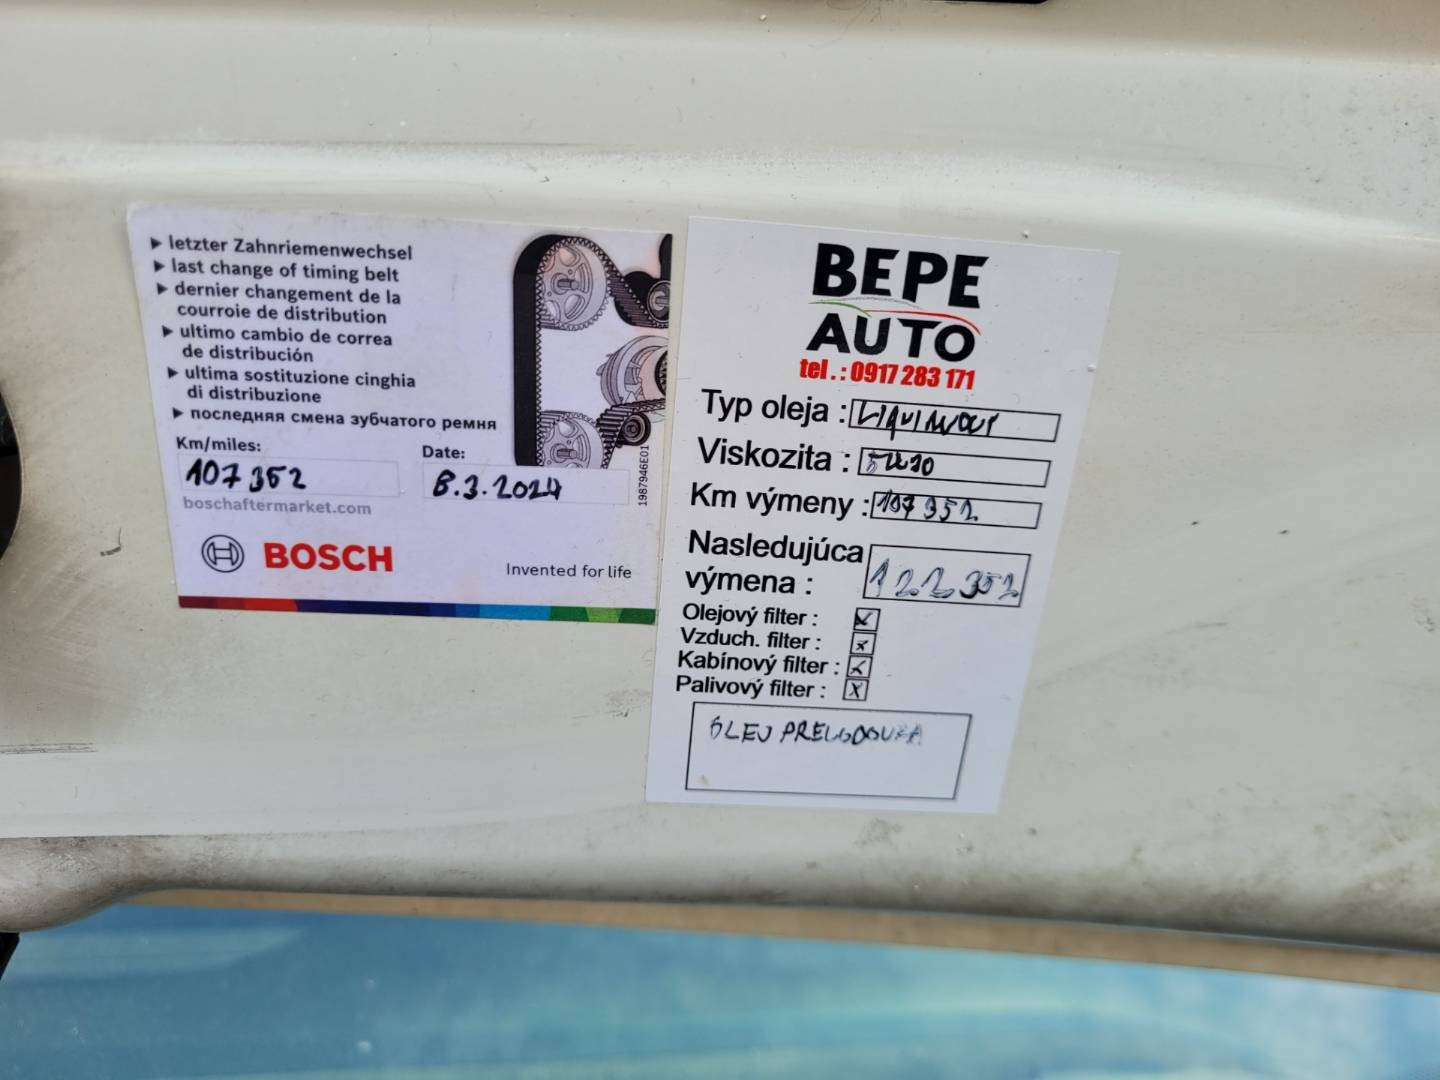 ▶ letzter Zahnriemenwechsel
▶ last change of timing belt
▶ dernier changement de la
courroie de distribution
▶ ultimo cambio de correa
de distribución
▶ ultima sostituzione cinghia
di distribuzione
▶ последняя смена зубчатого ремня
Km/miles:
107352
Date:
8.3.2024
boschaftermarket.com
BOSCH
Invented for life
1987946E01
BEPE
AUTO
tel.: 0917 283 171
Typ oleja :
Viskozita :
Km výmeny : 107 352
Nasledujúca
výmena : 122 352
Olejový filter :
Vzduch. filter : x
Kabínový filter : x
Palivový filter : X
OLEJ